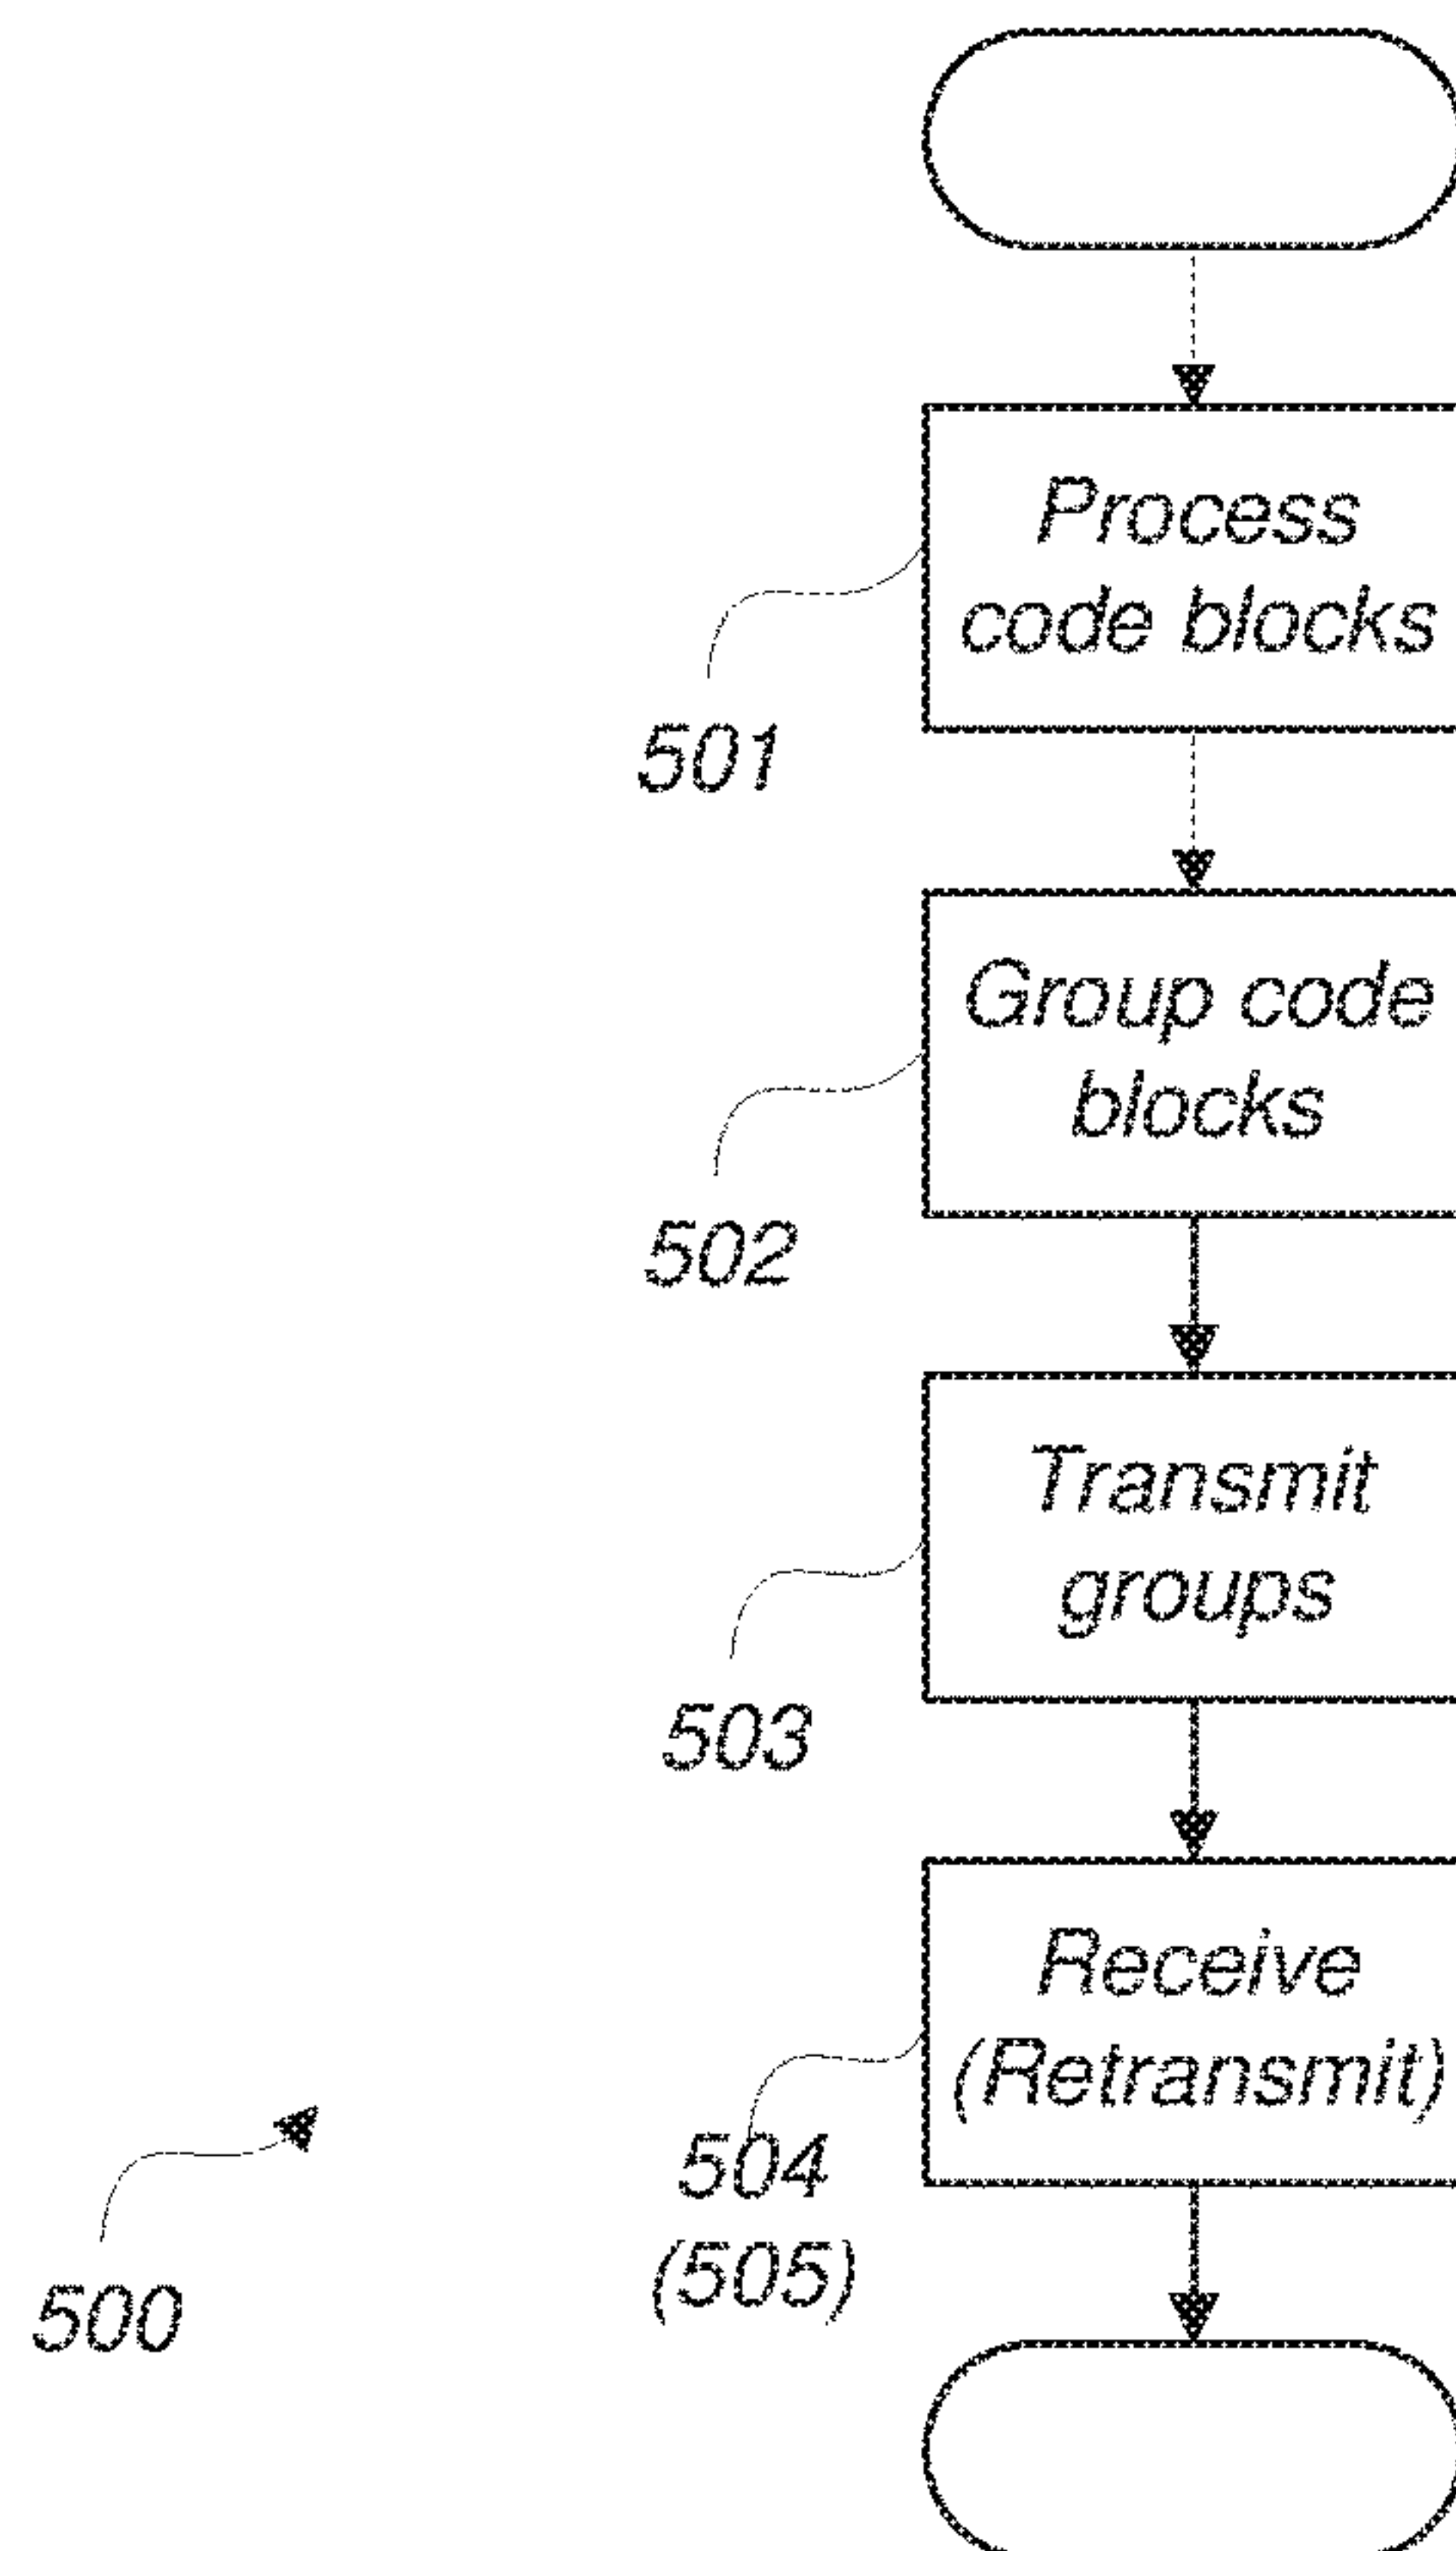 Process
code blocks
501
Group code
blocks
502
Transmit
groups
503
Receive
(Retransmit)
504
(505)
500